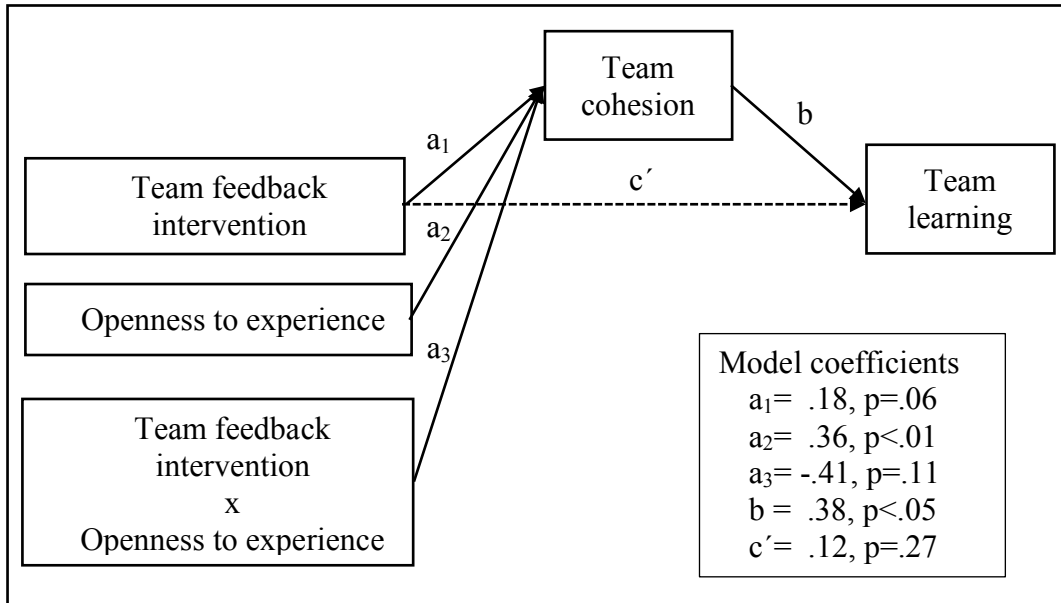 Team
cohesion
a₁
b
Team feedback
intervention
c´
Team
learning
a₂
Openness to experience
a₃
Team feedback
intervention
x
Openness to experience
Model coefficients
a₁= .18, p=.06
a₂= .36, p<.01
a₃= -.41, p=.11
b = .38, p<.05
c´= .12, p=.27